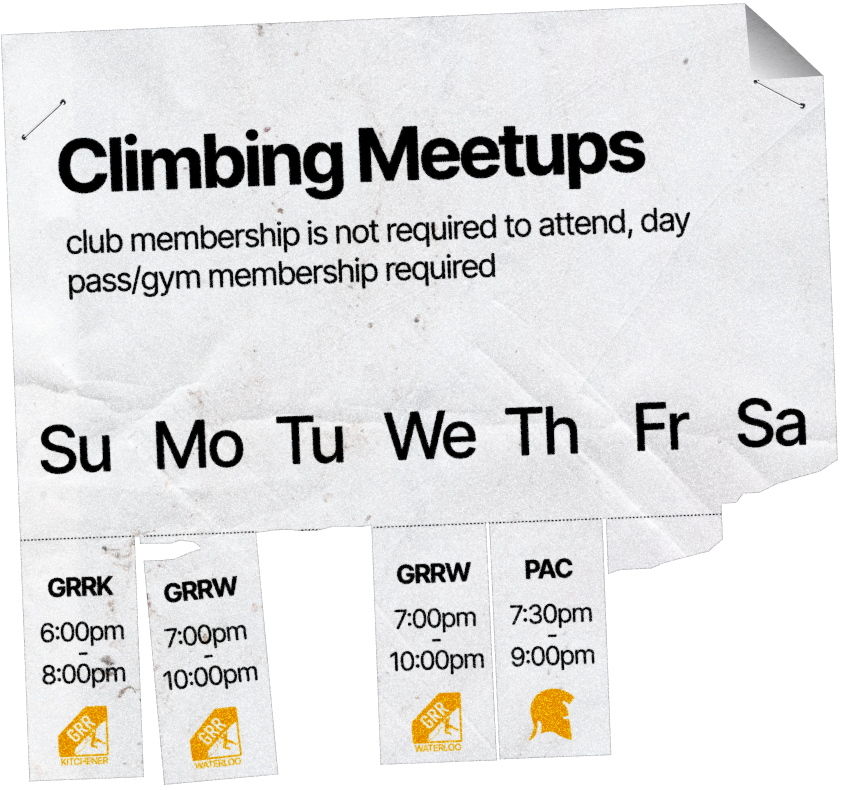 Climbing Meetups
club membership is not required to attend, day
pass/gym membership required
Su Mo Tu We Th Fr Sa
GRRK
6:00pm
-
8:00pm
GRR
KITCHENER
GRRW
7:00pm
-
10:00pm
GRR
WATERLOO
GRRW
7:00pm
-
10:00pm
GRR
WATERLOO
PAC
7:30pm
-
9:00pm